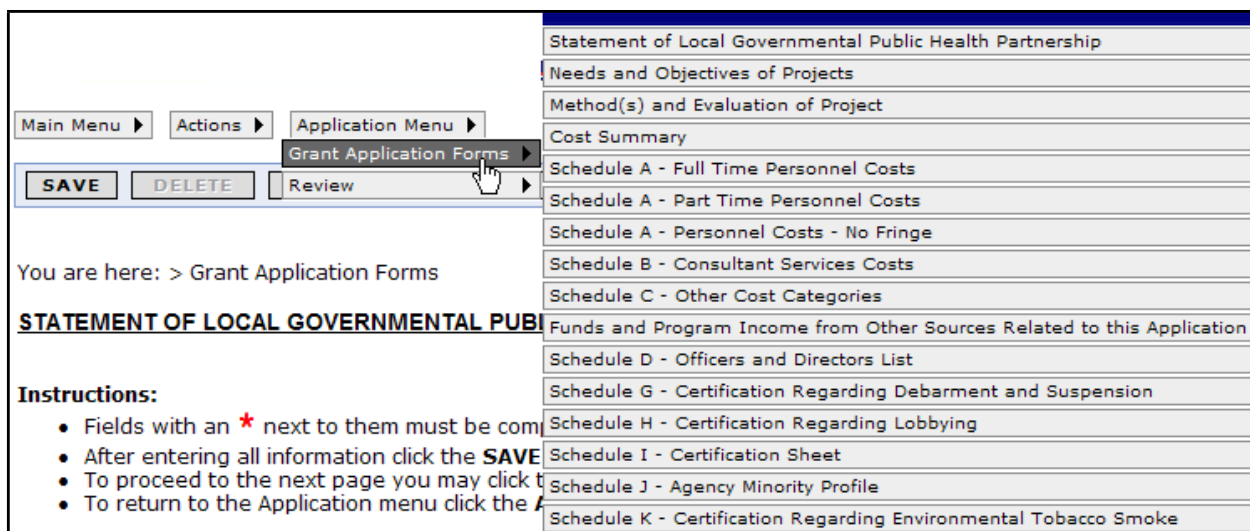 Main Menu Actions Application Menu
Grant Application Forms
Review
SAVE DELETE
You are here: > Grant Application Forms
STATEMENT OF LOCAL GOVERNMENTAL PUB
Instructions:
• Fields with an * next to them must be com
• After entering all information click the SAVE
• To proceed to the next page you may click t
• To return to the Application menu click the
Statement of Local Governmental Public Health Partnership
Needs and Objectives of Projects
Method(s) and Evaluation of Project
Cost Summary
Schedule A - Full Time Personnel Costs
Schedule A - Part Time Personnel Costs
Schedule A - Personnel Costs - No Fringe
Schedule B - Consultant Services Costs
Schedule C - Other Cost Categories
Funds and Program Income from Other Sources Related to this Application
Schedule D - Officers and Directors List
Schedule G - Certification Regarding Debarment and Suspension
Schedule H - Certification Regarding Lobbying
Schedule I - Certification Sheet
Schedule J - Agency Minority Profile
Schedule K - Certification Regarding Environmental Tobacco Smoke